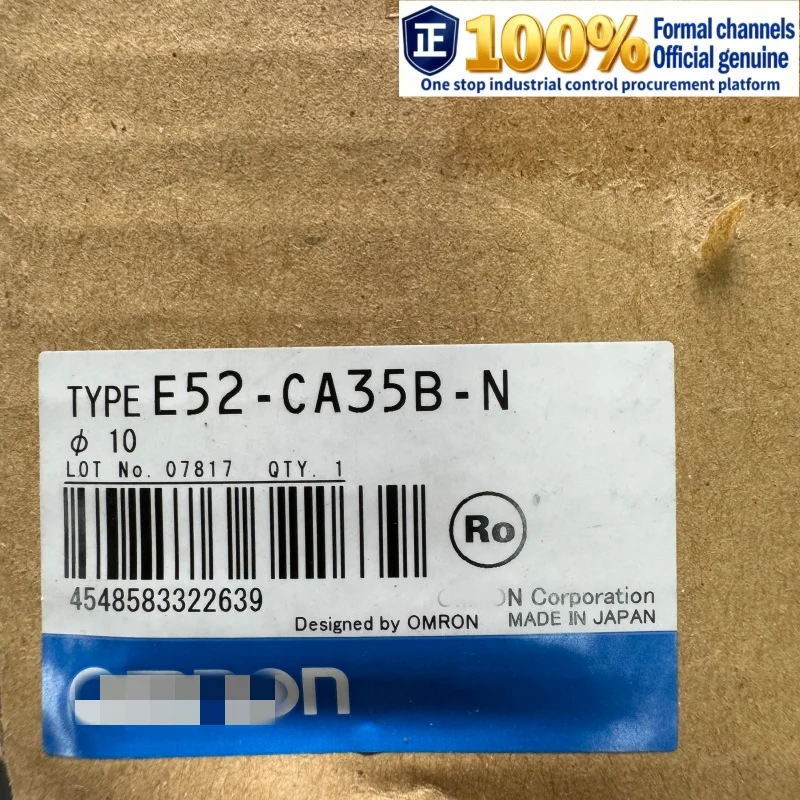 正 100% Formal channels
Official genuine
One stop industrial control procurement platform
TYPE E52-CA35B-N
φ 10
LOT No. 07817 QTY. 1
Ro
4548583322639
N Corporation
Designed by OMRON MADE IN JAPAN